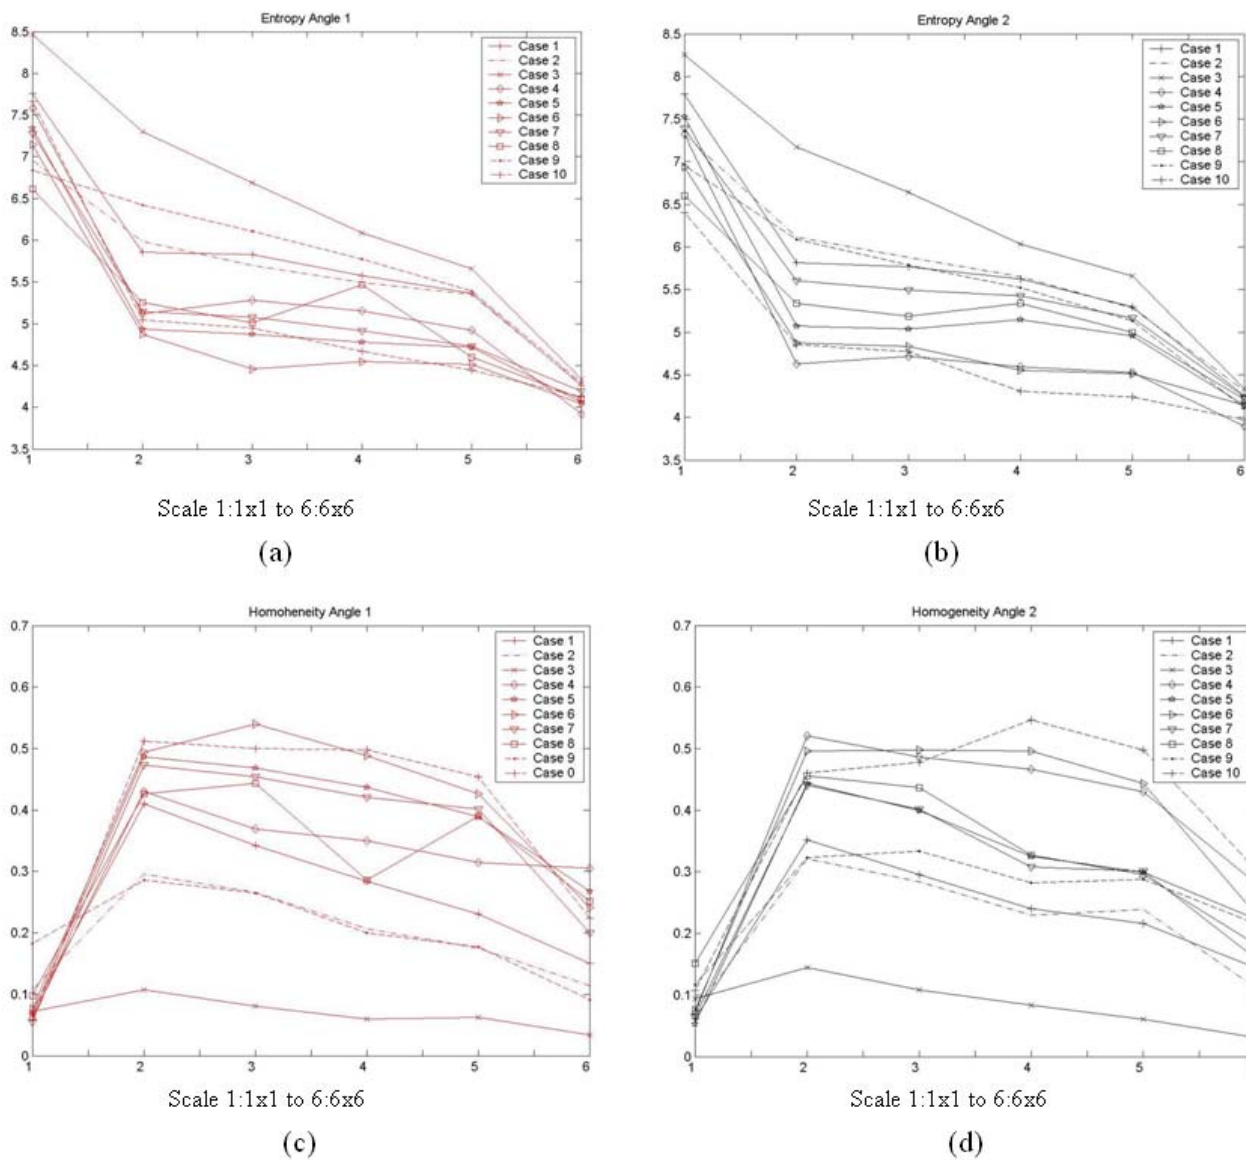 Entropy Angle 1
8.5
8
7.5
7
6.5
6
5.5
5
4.5
4
3.5
1 2 3 4 5 6
Case 1
Case 2
Case 3
Case 4
Case 5
Case 6
Case 7
Case 8
Case 9
Case 10
Scale 1:1x1 to 6:6x6
(a)
Entropy Angle 2
8.5
8
7.5
7
6.5
6
5.5
5
4.5
4
3.5
1 2 3 4 5 6
Case 1
Case 2
Case 3
Case 4
Case 5
Case 6
Case 7
Case 8
Case 9
Case 10
Scale 1:1x1 to 6:6x6
(b)
Homoheneity Angle 1
0.7
0.6
0.5
0.4
0.3
0.2
0.1
0
1 2 3 4 5 6
Case 1
Case 2
Case 3
Case 4
Case 5
Case 6
Case 7
Case 8
Case 9
Case 0
Scale 1:1x1 to 6:6x6
(c)
Homogeneity Angle 2
0.7
0.6
0.5
0.4
0.3
0.2
0.1
0
1 2 3 4 5
Case 1
Case 2
Case 3
Case 4
Case 5
Case 6
Case 7
Case 8
Case 9
Case 10
Scale 1:1x1 to 6:6x6
(d)